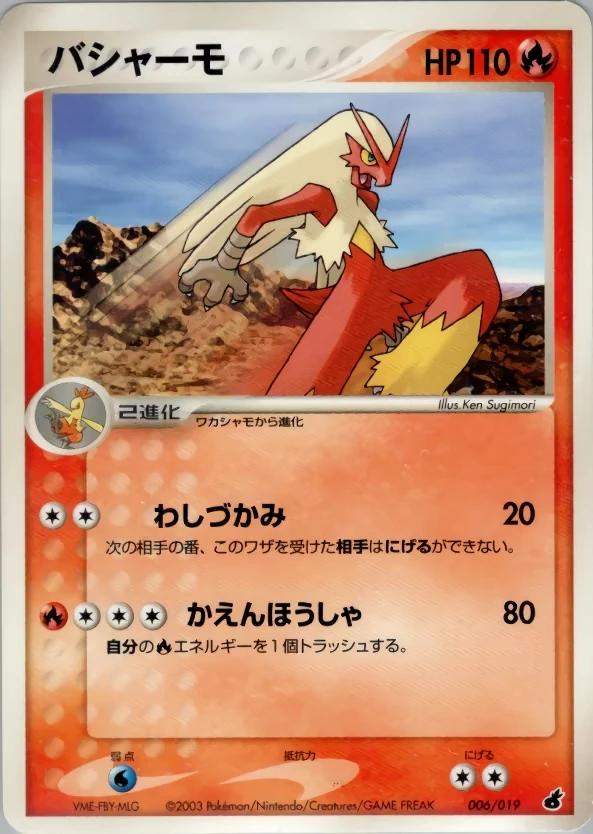 バシャーモ HP110
Illus. Ken Sugimori
2進化 ワカシャモから進化
わしづかみ 20
次の相手の番、このワザを受けた相手はにげるができない。
かえんほうしゃ 80
自分のエネルギーを1個トラッシュする。
弱点 抵抗力 にげる
VME-FBY-MLG ©2003 Pokémon/Nintendo/Creatures/GAME FREAK 006/019